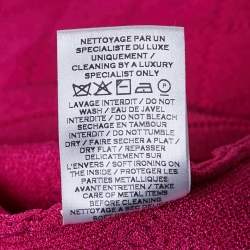 NETTOYAGE PAR UN
SPECIALISTE DU LUXE
UNIQUEMENT /
CLEANING BY A LUXURY
SPECIALIST ONLY
P
LAVAGE INTERDIT / DO NOT
WASH / EAU DE JAVEL
INTERDITE / DO NOT BLEACH
SECHAGE EN TAMBOUR
INTERDIT / DO NOT TUMBLE
DRY / FAIRE SÉCHER A PLAT /
DRY FLAT / REPASSER
DELICATEMENT SUR
L'ENVERS / SOFT IRONING ON
THE INSIDE / PROTEGER LES
PARTIES METALLIQUES
AVANT ENTRETIEN / TAKE
CARE OF METAL ITEMS
BEFORE CLEANING